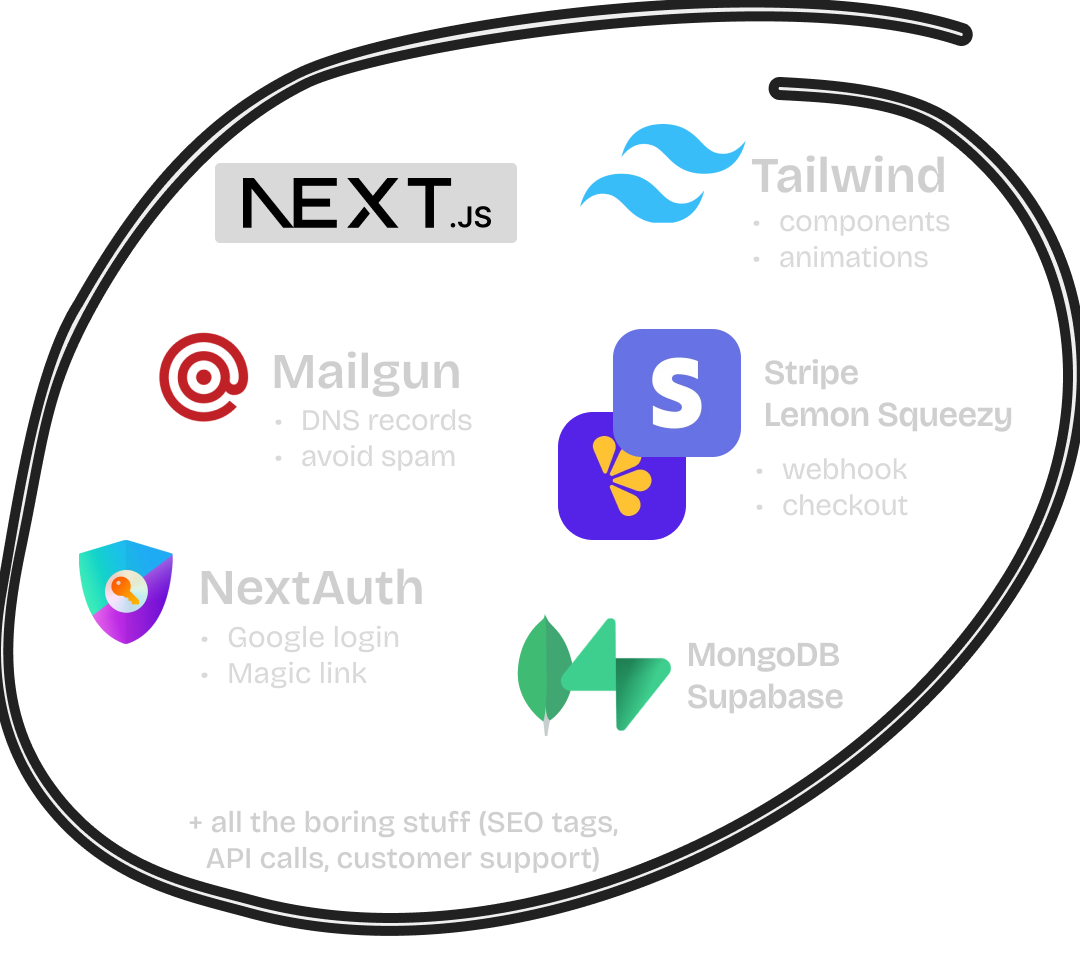 NEXT.JS
Tailwind
• components
• animations
Mailgun
• DNS records
• avoid spam
S
Stripe
Lemon Squeezy
• webhook
• checkout
NextAuth
• Google login
• Magic link
MongoDB
Supabase
+ all the boring stuff (SEO tags,
API calls, customer support)